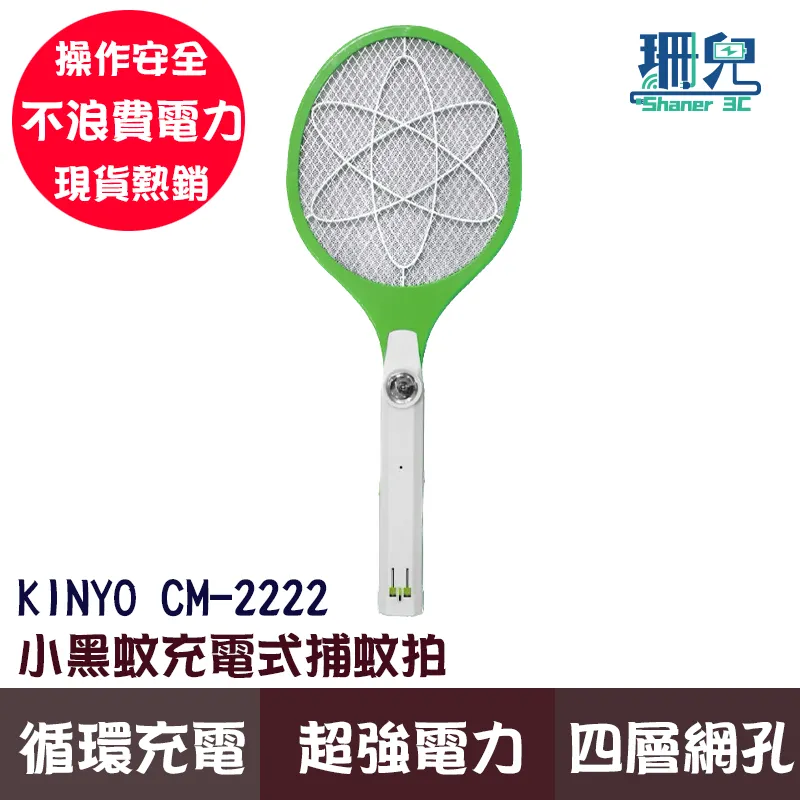 操作安全
不浪費電力
現貨熱銷
珊兒
Shaner 3C
KINYO CM-2222
小黑蚊充電式捕蚊拍
循環充電
超強電力
四層網孔